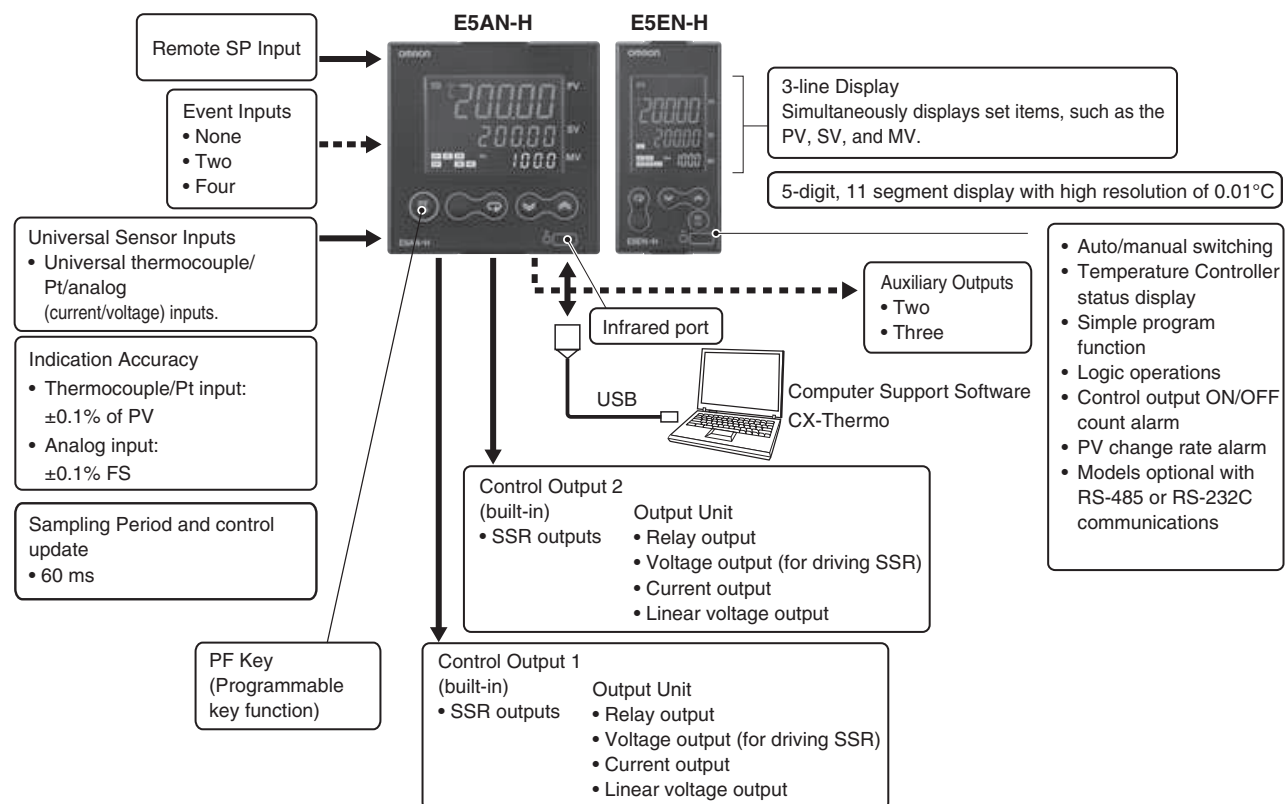 E5AN-H
E5EN-H
Remote SP Input
Event Inputs
• None
• Two
• Four
Universal Sensor Inputs
• Universal thermocouple/
Pt/analog
(current/voltage) inputs.
Indication Accuracy
• Thermocouple/Pt input:
±0.1% of PV
• Analog input:
±0.1% FS
Sampling Period and control
update
• 60 ms
PF Key
(Programmable
key function)
omron
200.00
PV
200.00
SV
100.0
MV
E5AN-H
omron
200.00
200.00
100.0
E5EN-H
3-line Display
Simultaneously displays set items, such as the
PV, SV, and MV.
5-digit, 11 segment display with high resolution of 0.01°C
• Auto/manual switching
• Temperature Controller
status display
• Simple program
function
• Logic operations
• Control output ON/OFF
count alarm
• PV change rate alarm
• Models optional with
RS-485 or RS-232C
communications
Auxiliary Outputs
• Two
• Three
Infrared port
USB
Computer Support Software
CX-Thermo
Control Output 2
(built-in)
• SSR outputs
Output Unit
• Relay output
• Voltage output (for driving SSR)
• Current output
• Linear voltage output
Control Output 1
(built-in)
• SSR outputs
Output Unit
• Relay output
• Voltage output (for driving SSR)
• Current output
• Linear voltage output